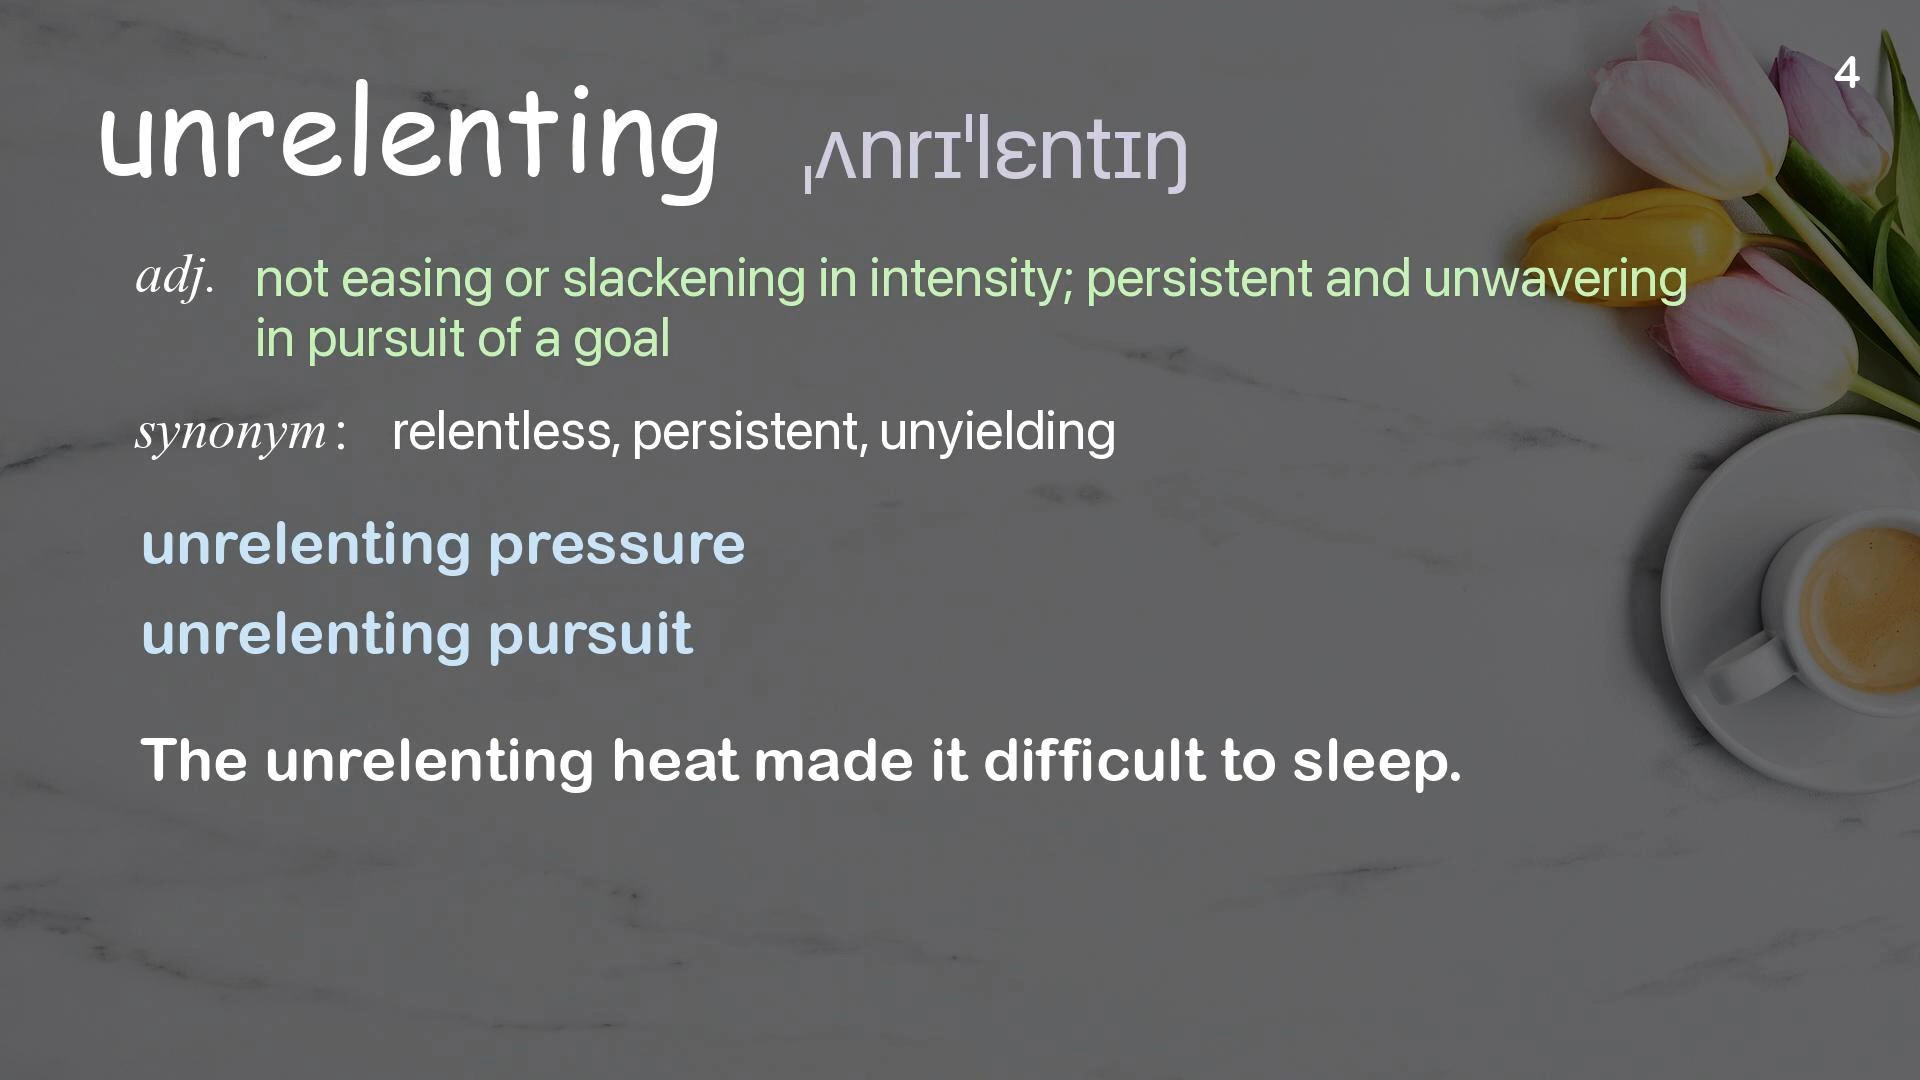 4
unrelenting ˌʌnrɪˈlɛntɪŋ
adj. not easing or slackening in intensity; persistent and unwavering
in pursuit of a goal
synonym: relentless, persistent, unyielding
unrelenting pressure
unrelenting pursuit
The unrelenting heat made it difficult to sleep.